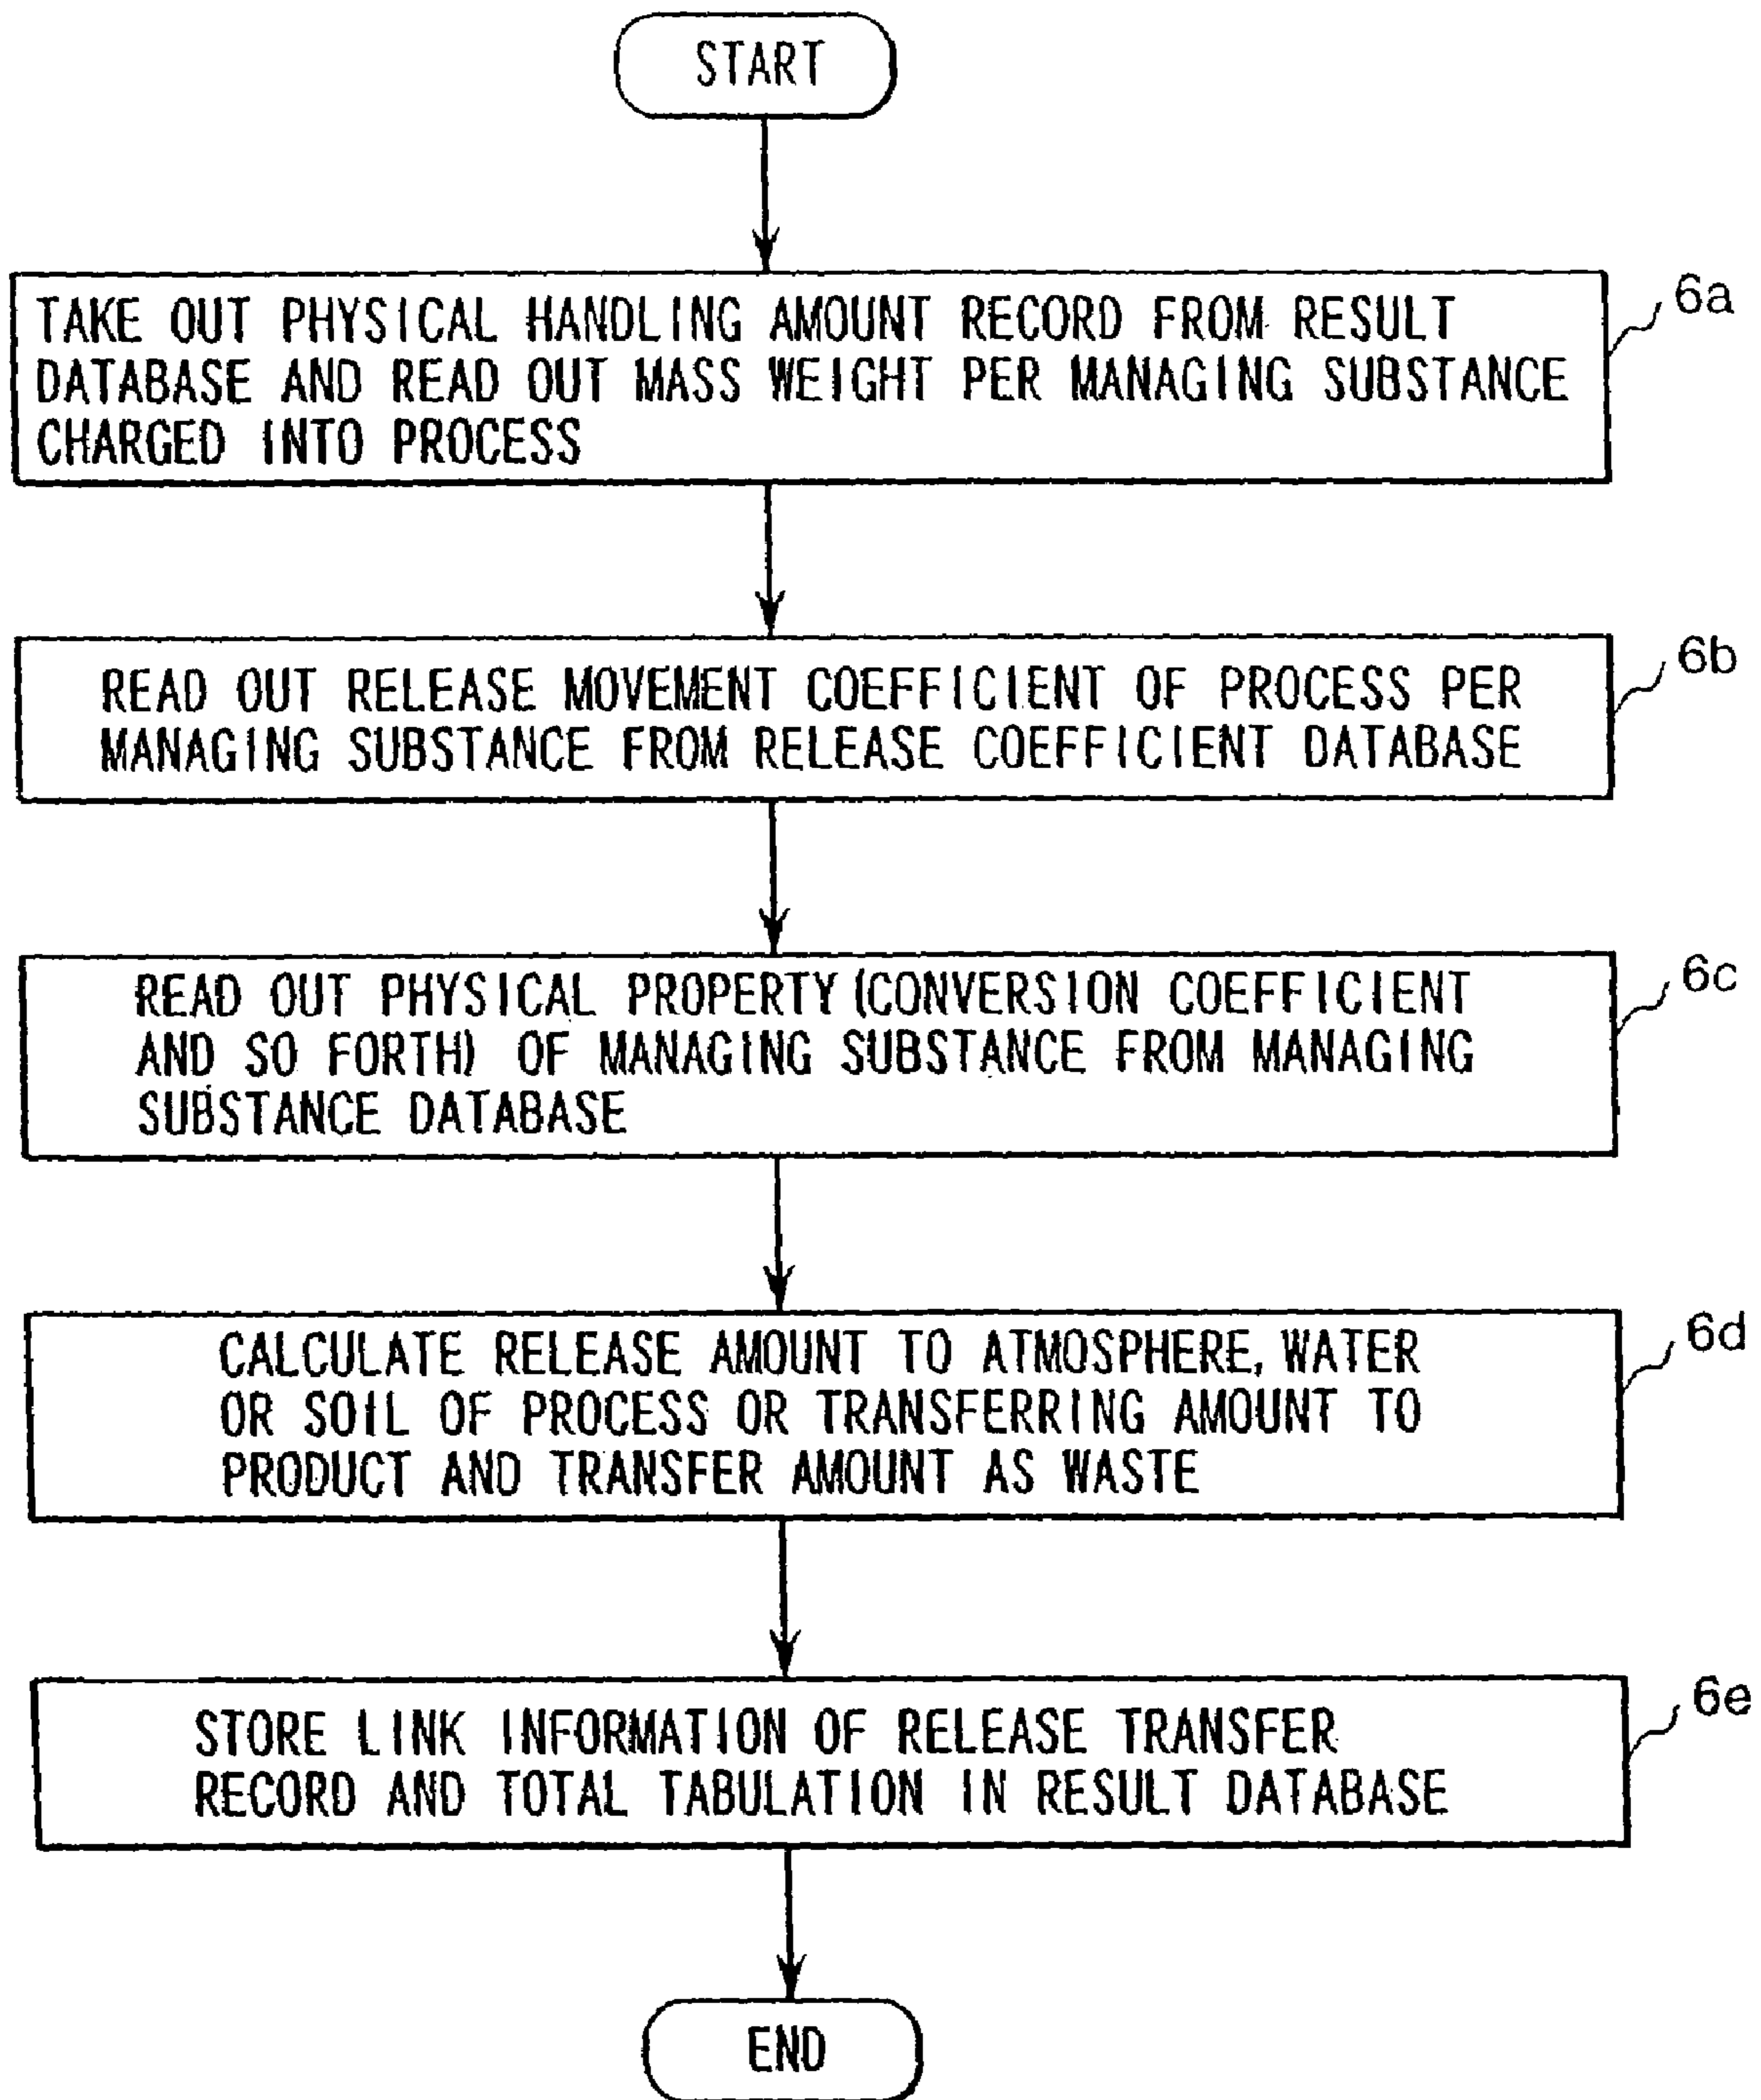 START
TAKE OUT PHYSICAL HANDLING AMOUNT RECORD FROM RESULT
DATABASE AND READ OUT MASS WEIGHT PER MANAGING SUBSTANCE
CHARGED INTO PROCESS
6a
READ OUT RELEASE MOVEMENT COEFFICIENT OF PROCESS PER
MANAGING SUBSTANCE FROM RELEASE COEFFICIENT DATABASE
6b
READ OUT PHYSICAL PROPERTY (CONVERSION COEFFICIENT
AND SO FORTH) OF MANAGING SUBSTANCE FROM MANAGING
SUBSTANCE DATABASE
6c
CALCULATE RELEASE AMOUNT TO ATMOSPHERE, WATER
OR SOIL OF PROCESS OR TRANSFERRING AMOUNT TO
PRODUCT AND TRANSFER AMOUNT AS WASTE
6d
STORE LINK INFORMATION OF RELEASE TRANSFER
RECORD AND TOTAL TABULATION IN RESULT DATABASE
6e
END